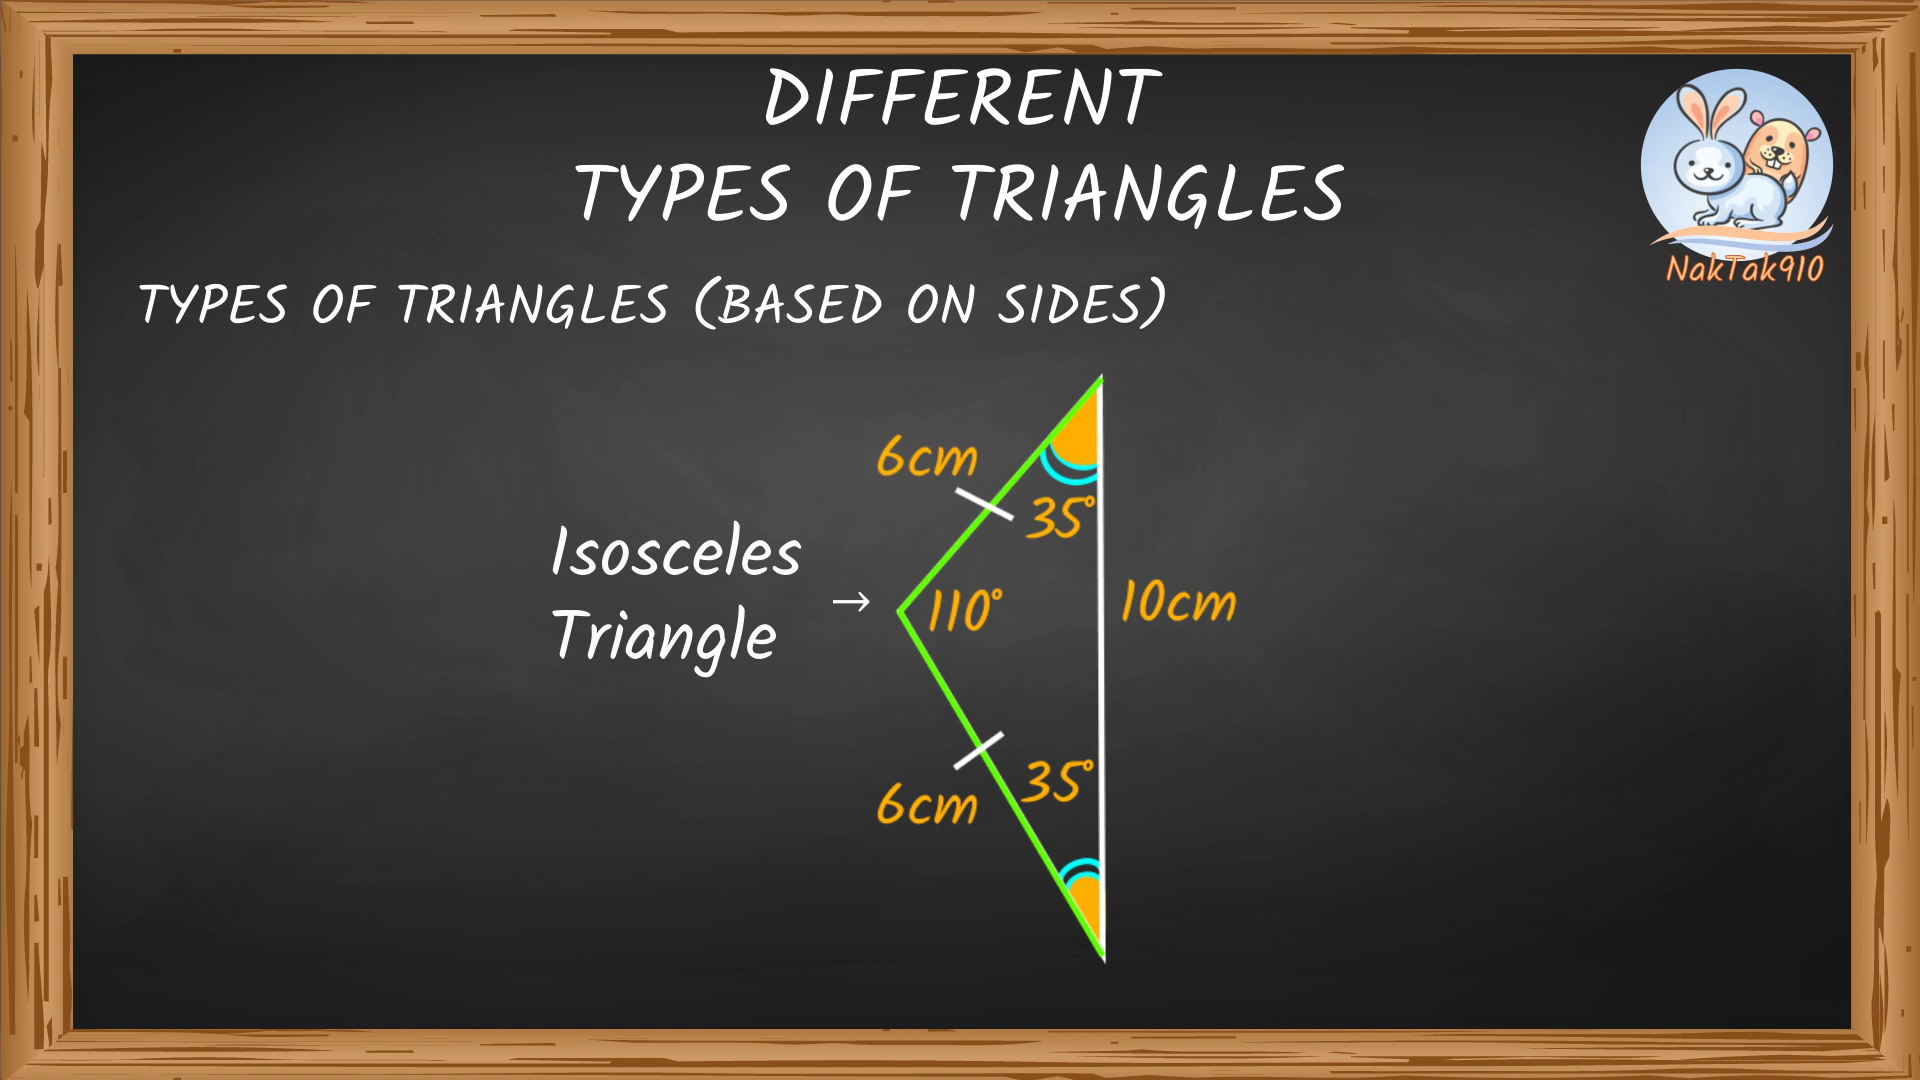 DIFFERENT
TYPES OF TRIANGLES
NakTak910
TYPES OF TRIANGLES (BASED ON SIDES)
6cm
35°
Isosceles
Triangle
→
110°
10cm
35°
6cm